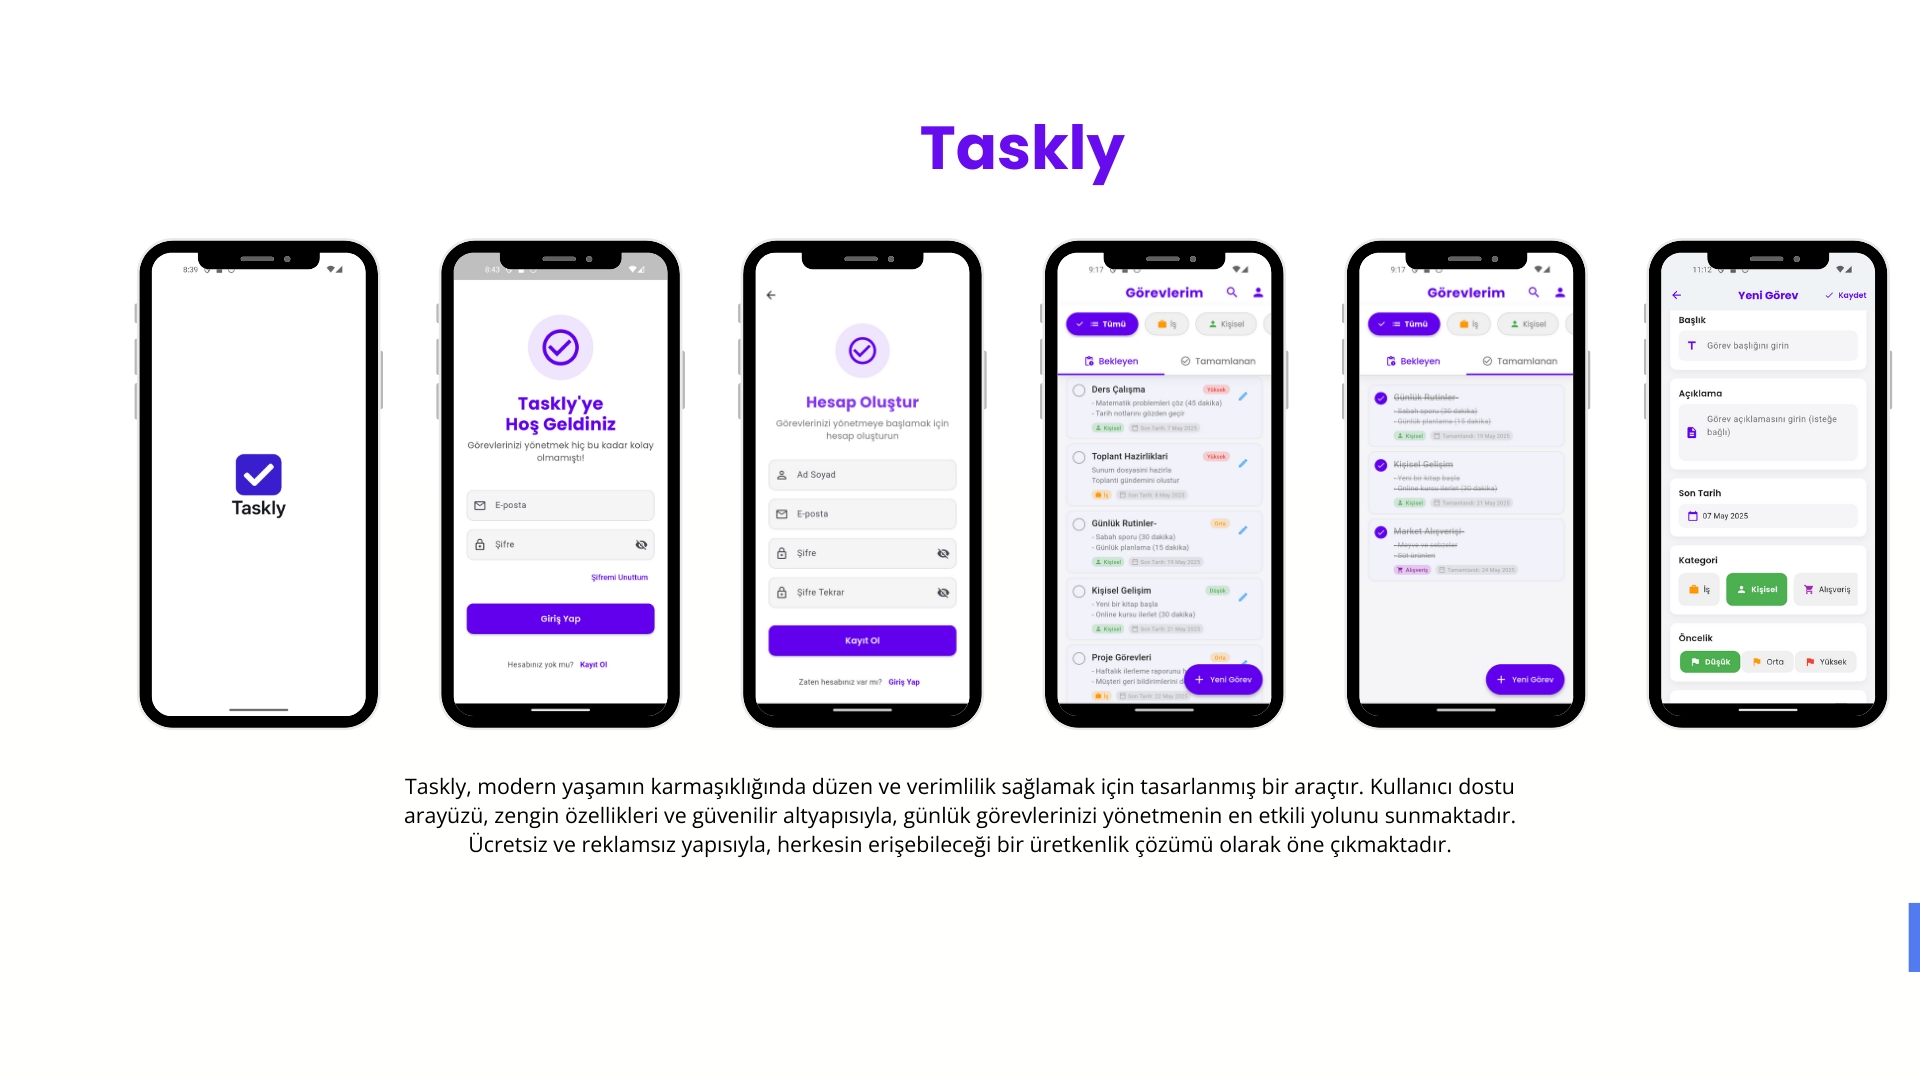 Taskly
8:39
Taskly
8:43
Taskly'ye
Hoş Geldiniz
Görevlerinizi yönetmek hiç bu kadar kolay
olmamıştı!
E-posta
Şifre
Şifremi Unuttum
Giriş Yap
Hesabınız yok mu? Kayıt Ol
Hesap Oluştur
Görevlerinizi yönetmeye başlamak için
hesap oluşturun
Ad Soyad
E-posta
Şifre
Şifre Tekrar
Kayıt Ol
Zaten hesabınız var mı? Giriş Yap
9:17
Görevlerim
Tümü İş Kişisel
Bekleyen Tamamlanan
Ders Çalışma Yüksek
- Matematik problemleri çöz (45 dakika)
- Tarih notlarını gözden geçir
Kişisel Son Tarih: 7 May 2025
Toplant Hazirliklari Yüksek
Sunum dosyasini hazirla
Toplanti gündemini olustur
İş Son Tarih: 8 May 2025
Günlük Rutinler- Orta
- Sabah sporu (30 dakika)
- Günlük planlama (15 dakika)
Kişisel Son Tarih: 15 May 2025
Kişisel Gelişim Düşük
- Yeni bir kitap başla
- Online kursu ilerlet (30 dakika)
Kişisel Son Tarih: 21 May 2025
Proje Görevleri Orta
- Haftalık ilerleme raporunu
- Müşteri geri bildirimlerini
İş Son Tarih: 22 May 2025
+ Yeni Görev
9:17
Görevlerim
Tümü İş Kişisel
Bekleyen Tamamlanan
Günlük Rutinler-
- Sabah sporu (30 dakika)
- Günlük planlama (15 dakika)
Kişisel Tamamlandı: 15 May 2025
Kişisel Gelişim
- Yeni bir kitap başla
- Online kursu ilerlet (30 dakika)
Kişisel Tamamlandı: 21 May 2025
Market Alışverişi-
- Meyve ve sebzeler
- Süt ürünleri
Alışveriş Tamamlandı: 24 May 2025
+ Yeni Görev
11:12
Yeni Görev Kaydet
Başlık
Görev başlığını girin
Açıklama
Görev açıklamasını girin (isteğe
bağlı)
Son Tarih
07 May 2025
Kategori
İş Kişisel Alışveriş
Öncelik
Düşük Orta Yüksek
Taskly, modern yaşamın karmaşıklığında düzen ve verimlilik sağlamak için tasarlanmış bir araçtır. Kullanıcı dostu
arayüzü, zengin özellikleri ve güvenilir altyapısıyla, günlük görevlerinizi yönetmenin en etkili yolunu sunmaktadır.
Ücretsiz ve reklamsız yapısıyla, herkesin erişebileceği bir üretkenlik çözümü olarak öne çıkmaktadır.